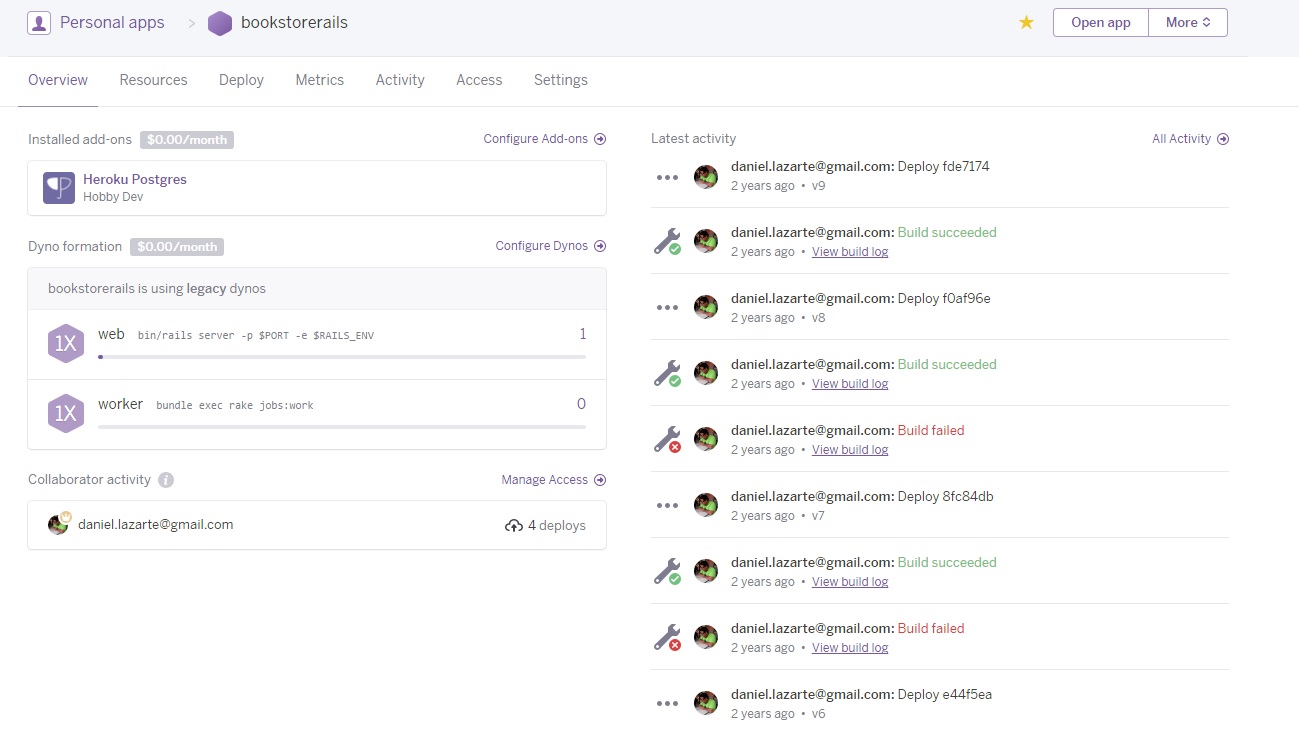 Personal apps > bookstorerails
Open app
More
Overview Resources Deploy Metrics Activity Access Settings
Installed add-ons $0.00/month
Configure Add-ons
Heroku Postgres
Hobby Dev
Dyno formation $0.00/month
Configure Dynos
bookstorerails is using legacy dynos
1X web bin/rails server -p $PORT -e $RAILS_ENV 1
1X worker bundle exec rake jobs:work 0
Collaborator activity i
Manage Access
daniel.lazarte@gmail.com 4 deploys
Latest activity
All Activity
daniel.lazarte@gmail.com: Deploy fde7174
2 years ago • v9
daniel.lazarte@gmail.com: Build succeeded
2 years ago • View build log
daniel.lazarte@gmail.com: Deploy f0af96e
2 years ago • v8
daniel.lazarte@gmail.com: Build succeeded
2 years ago • View build log
daniel.lazarte@gmail.com: Build failed
2 years ago • View build log
daniel.lazarte@gmail.com: Deploy 8fc84db
2 years ago • v7
daniel.lazarte@gmail.com: Build succeeded
2 years ago • View build log
daniel.lazarte@gmail.com: Build failed
2 years ago • View build log
daniel.lazarte@gmail.com: Deploy e44f5ea
2 years ago • v6